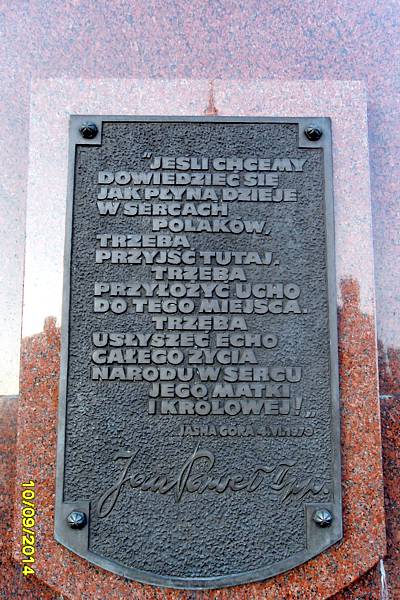 "JEŚLI CHCEMY
DOWIEDZIEĆ SIĘ
JAK PŁYNĄ DZIEJE
W SERCACH
POLAKÓW,
TRZEBA
PRZYJŚĆ TUTAJ.
TRZEBA
PRZYŁOŻYĆ UCHO
DO TEGO MIEJSCA.
TRZEBA
USŁYSZEĆ ECHO
CAŁEGO ŻYCIA
NARODU W SERCU
JEGO MATKI
I KRÓLOWEJ!„
JASNA GÓRA 4.VI.1979
Jan Paweł II pp.
10/09/2014